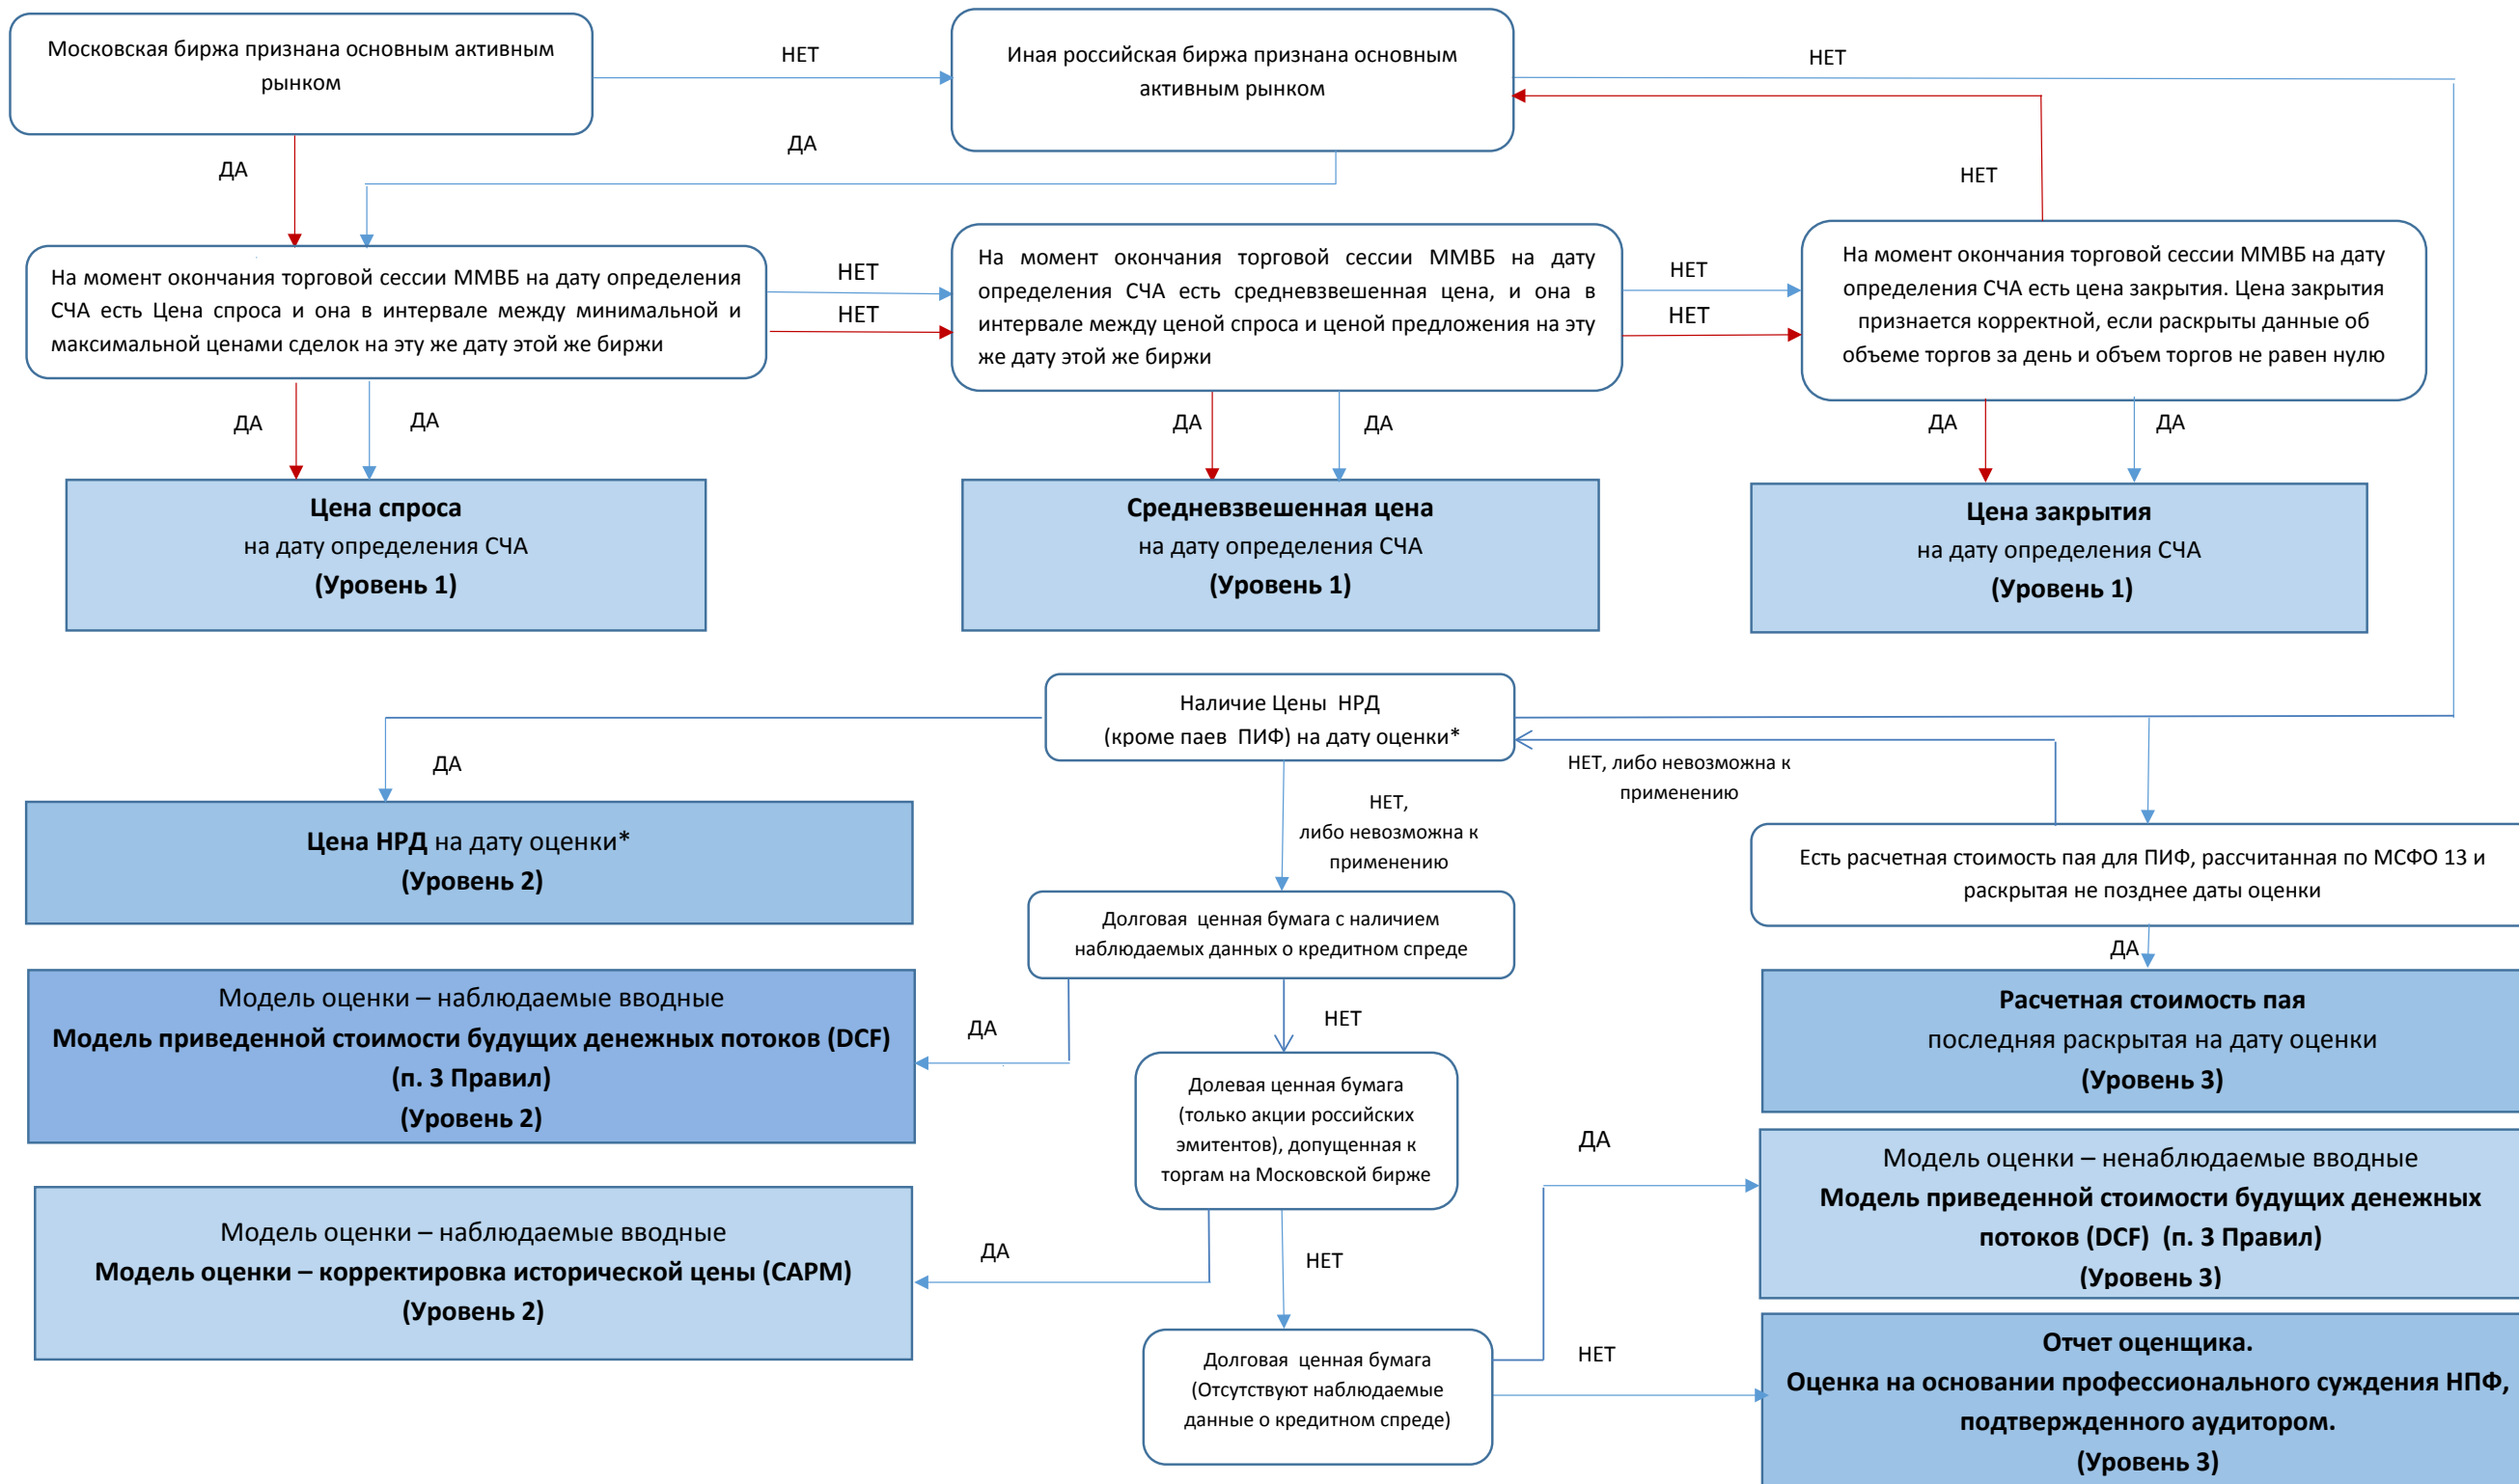 Московская биржа признана основным активным
рынком
НЕТ
Иная российская биржа признана основным
активным рынком
НЕТ
ДА
ДА
НЕТ
На момент окончания торговой сессии ММВБ на дату определения
СЧА есть Цена спроса и она в интервале между минимальной и
максимальной ценами сделок на эту же дату этой же биржи
НЕТ
НЕТ
На момент окончания торговой сессии ММВБ на дату
определения СЧА есть средневзвешенная цена, и она в
интервале между ценой спроса и ценой предложения на эту
же дату этой же биржи
НЕТ
НЕТ
На момент окончания торговой сессии ММВБ на дату
определения СЧА есть цена закрытия. Цена закрытия
признается корректной, если раскрыты данные об
объеме торгов за день и объем торгов не равен нулю
ДА
ДА
ДА
ДА
ДА
ДА
Цена спроса
на дату определения СЧА
(Уровень 1)
Средневзвешенная цена
на дату определения СЧА
(Уровень 1)
Цена закрытия
на дату определения СЧА
(Уровень 1)
Наличие Цены НРД
(кроме паев ПИФ) на дату оценки*
ДА
НЕТ, либо невозможна к
применению
НЕТ,
либо невозможна к
применению
Цена НРД на дату оценки*
(Уровень 2)
Есть расчетная стоимость пая для ПИФ, рассчитанная по МСФО 13 и
раскрытая не позднее даты оценки
Долговая ценная бумага с наличием
наблюдаемых данных о кредитном спреде
ДА
Модель оценки – наблюдаемые вводные
Модель приведенной стоимости будущих денежных потоков (DCF)
(п. 3 Правил)
(Уровень 2)
ДА
НЕТ
Расчетная стоимость пая
последняя раскрытая на дату оценки
(Уровень 3)
Долевая ценная бумага
(только акции российских
эмитентов), допущенная к
торгам на Московской бирже
ДА
Модель оценки – ненаблюдаемые вводные
Модель приведенной стоимости будущих денежных
потоков (DCF) (п. 3 Правил)
(Уровень 3)
Модель оценки – наблюдаемые вводные
Модель оценки – корректировка исторической цены (CAPM)
(Уровень 2)
ДА
НЕТ
Долговая ценная бумага
(Отсутствуют наблюдаемые
данные о кредитном спреде)
НЕТ
Отчет оценщика.
Оценка на основании профессионального суждения НПФ,
подтвержденного аудитором.
(Уровень 3)